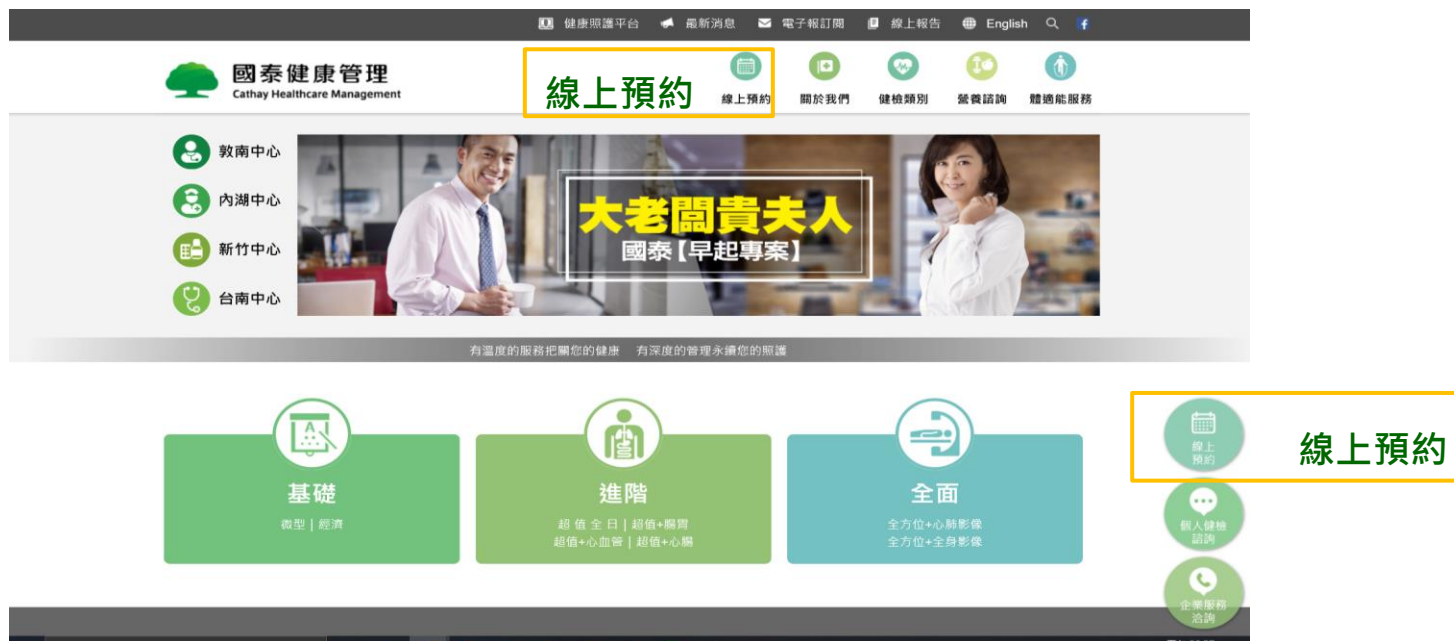 健康照護平台 最新消息 電子報訂閱 線上報告 English
國泰健康管理
Cathay Healthcare Management
線上預約
線上預約 關於我們 健檢類別 營養諮詢 體適能服務
敦南中心
內湖中心
新竹中心
台南中心
大老闆貴夫人
國泰【早起專案】
有溫度的服務把關您的健康 有深度的管理永續您的照護
線上
預約
線上預約
基礎
微型 | 經濟
進階
超值全日 | 超值+腸胃
超值+心血管 | 超值+心腸
全面
全方位+心肺影像
全方位+全身影像
個人健檢
諮詢
企業服務
洽詢